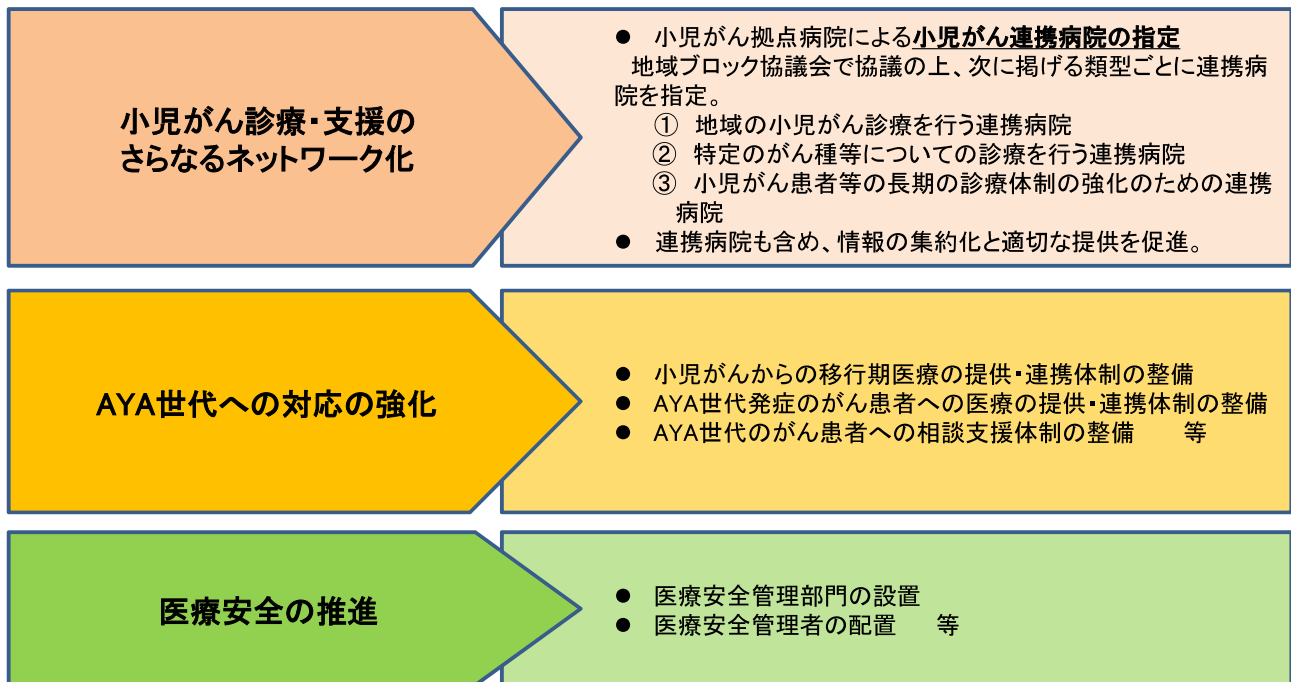 小児がん診療・支援の
さらなるネットワーク化
● 小児がん拠点病院による小児がん連携病院の指定
地域ブロック協議会で協議の上、次に掲げる類型ごとに連携病
院を指定。
① 地域の小児がん診療を行う連携病院
② 特定のがん種等についての診療を行う連携病院
③ 小児がん患者等の長期の診療体制の強化のための連携
病院
● 連携病院も含め、情報の集約化と適切な提供を促進。
AYA世代への対応の強化
● 小児がんからの移行期医療の提供・連携体制の整備
● AYA世代発症のがん患者への医療の提供・連携体制の整備
● AYA世代のがん患者への相談支援体制の整備　　等
医療安全の推進
● 医療安全管理部門の設置
● 医療安全管理者の配置　　等